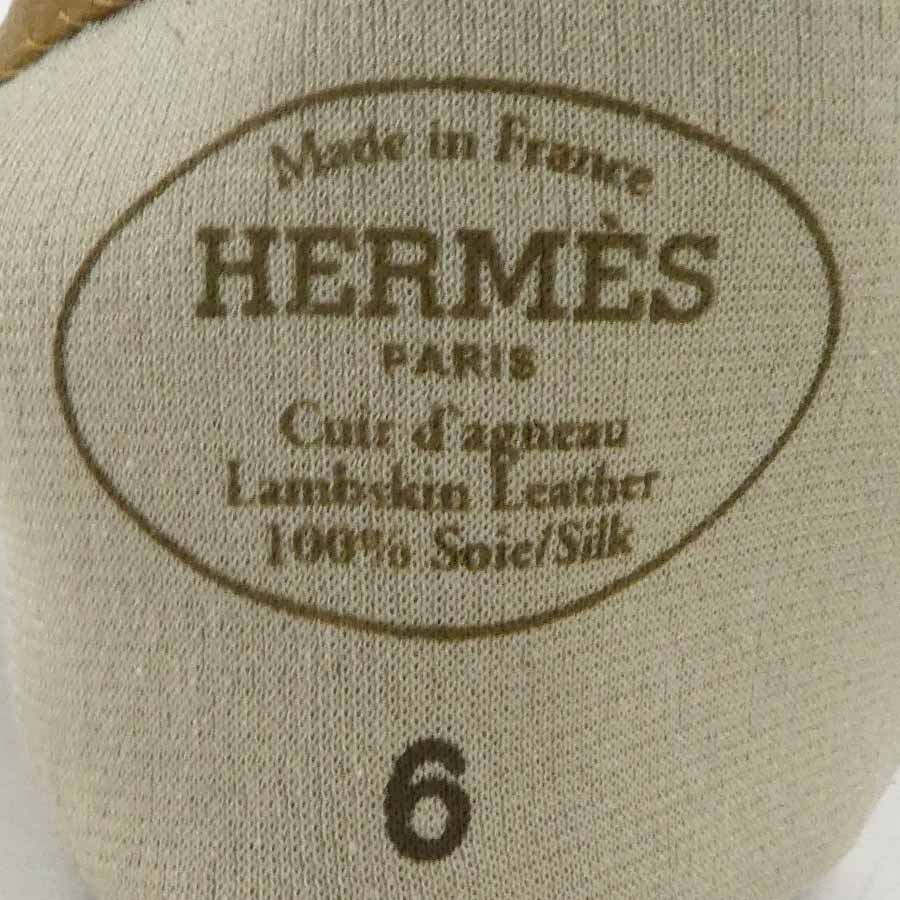 Made in France
HERMÈS
PARIS
Cuir d'agneau
Lambskin Leather
100% Soie/Silk
6